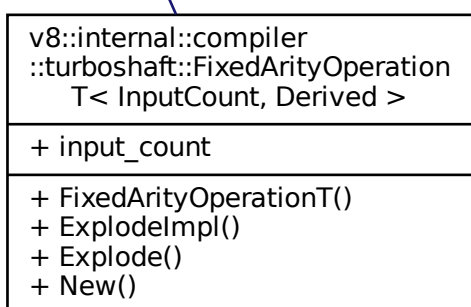 v8::internal::compiler
::turboshaft::FixedArityOperation
T< InputCount, Derived >
+ input_count
+ FixedArityOperationT()
+ ExplodeImpl()
+ Explode()
+ New()